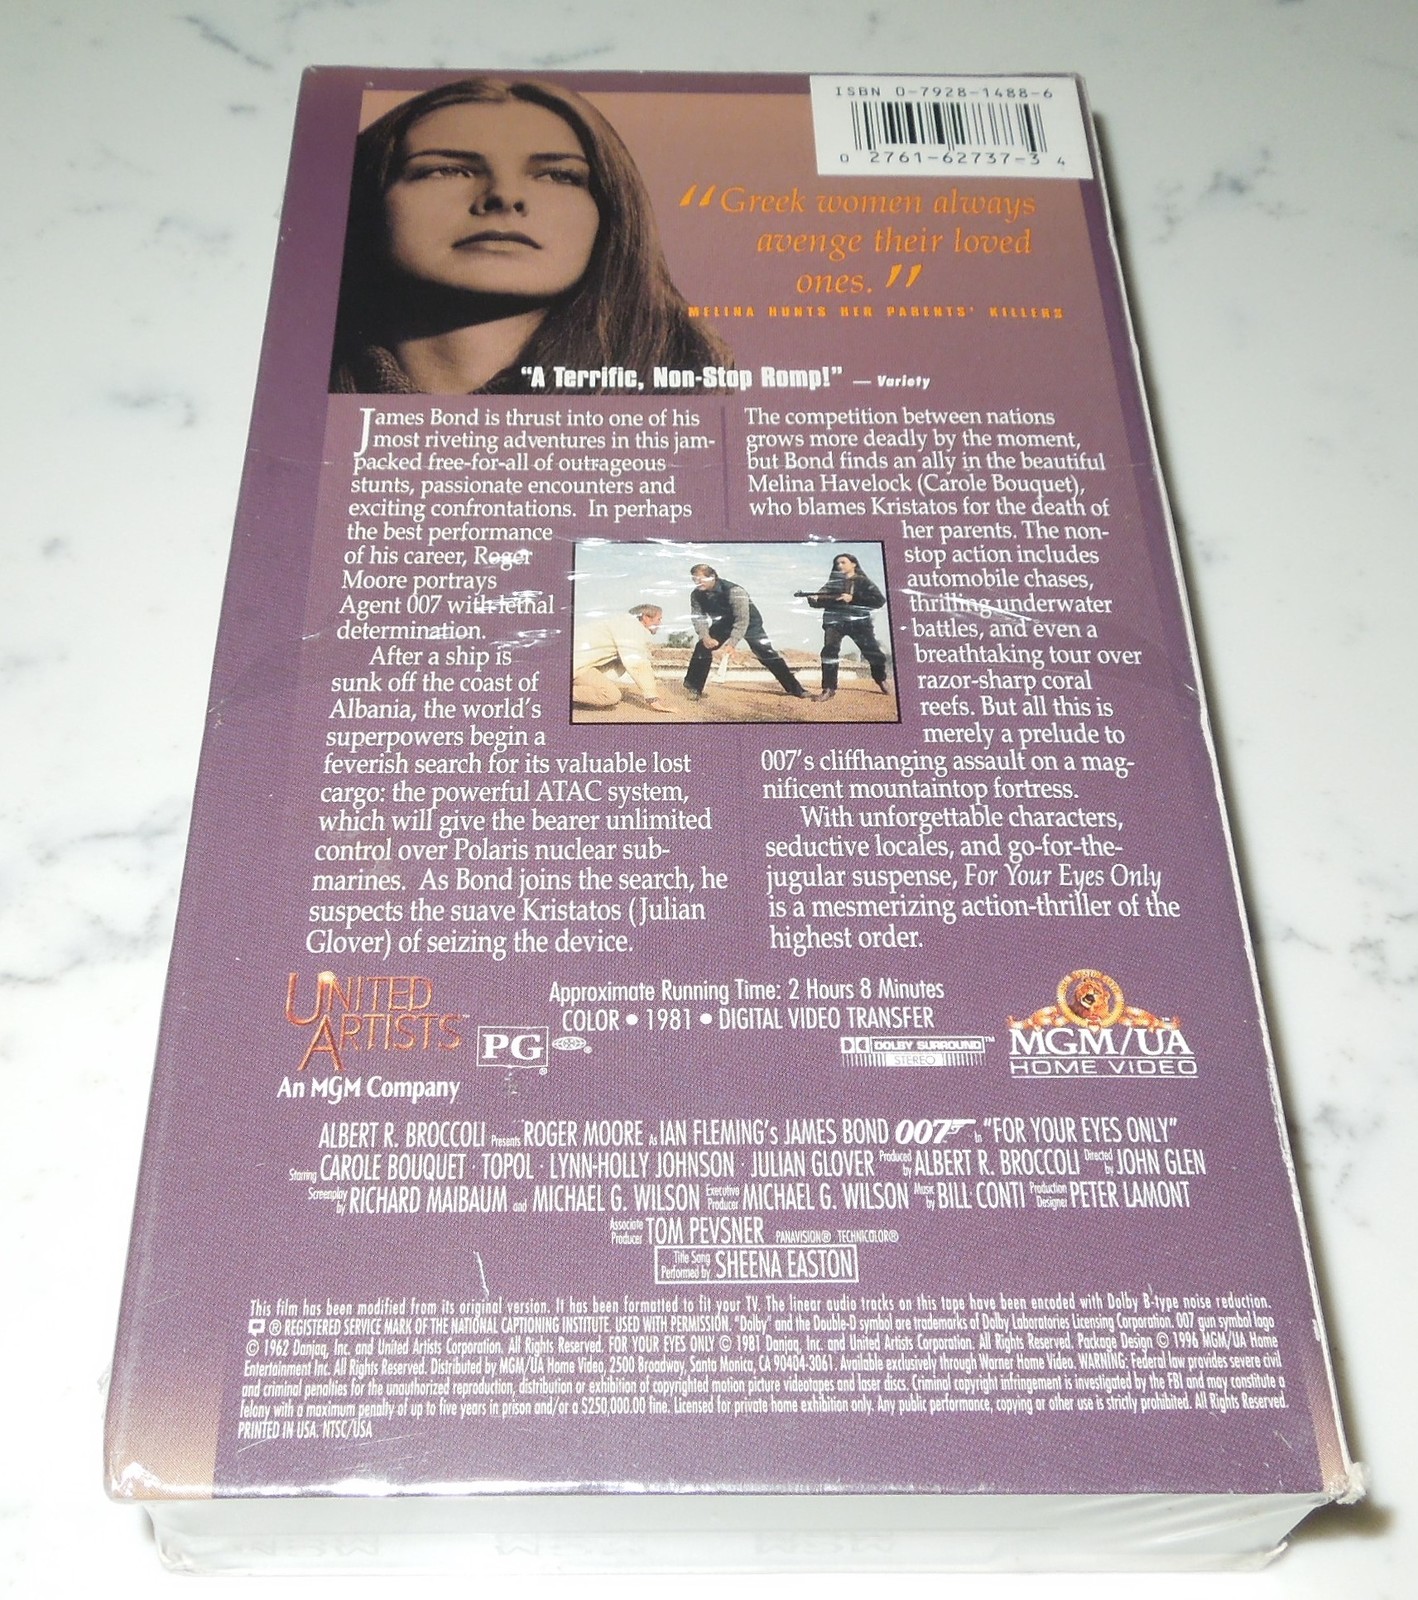 ISBN 0-7928-1488-6
0 2761-62737-3 4
"Greek women always
avenge their loved
ones."
MELINA HUNTS HER PARENTS' KILLERS
"A Terrific, Non-Stop Romp!" — Variety
James Bond is thrust into one of his
most riveting adventures in this jam-
packed free-for-all of outrageous
stunts, passionate encounters and
exciting confrontations. In perhaps
the best performance
of his career, Roger
Moore portrays
Agent 007 with lethal
determination.
After a ship is
sunk off the coast of
Albania, the world's
superpowers begin a
feverish search for its valuable lost
cargo: the powerful ATAC system,
which will give the bearer unlimited
control over Polaris nuclear sub-
marines. As Bond joins the search, he
suspects the suave Kristatos (Julian
Glover) of seizing the device.
The competition between nations
grows more deadly by the moment,
but Bond finds an ally in the beautiful
Melina Havelock (Carole Bouquet),
who blames Kristatos for the death of
her parents. The non-
stop action includes
automobile chases,
thrilling underwater
battles, and even a
breathtaking tour over
razor-sharp coral
reefs. But all this is
merely a prelude to
007's cliffhanging assault on a mag-
nificent mountaintop fortress.
With unforgettable characters,
seductive locales, and go-for-the-
jugular suspense, For Your Eyes Only
is a mesmerizing action-thriller of the
highest order.
UNITED
ARTISTS™
An MGM Company
PG ®
Approximate Running Time: 2 Hours 8 Minutes
COLOR • 1981 • DIGITAL VIDEO TRANSFER
DOLBY SURROUND™
STEREO
MGM/UA
HOME VIDEO
ALBERT R. BROCCOLI Presents ROGER MOORE As IAN FLEMING's JAMES BOND 007 In "FOR YOUR EYES ONLY"
Starring CAROLE BOUQUET · TOPOL · LYNN-HOLLY JOHNSON · JULIAN GLOVER Produced by ALBERT R. BROCCOLI Directed by JOHN GLEN
Screenplay by RICHARD MAIBAUM and MICHAEL G. WILSON Executive Producer MICHAEL G. WILSON Music by BILL CONTI Production Designer PETER LAMONT
Associate Producer TOM PEVSNER PANAVISION® TECHNICOLOR®
Title Song Performed by SHEENA EASTON
This film has been modified from its original version. It has been formatted to fit your TV. The linear audio tracks on this tape have been encoded with Dolby B-type noise reduction.
® REGISTERED SERVICE MARK OF THE NATIONAL CAPTIONING INSTITUTE. USED WITH PERMISSION. "Dolby" and the Double-D symbol are trademarks of Dolby Laboratories Licensing Corporation. 007 gun symbol logo
© 1962 Danjaq, Inc. and United Artists Corporation. All Rights Reserved. FOR YOUR EYES ONLY © 1981 Danjaq, Inc. and United Artists Corporation. All Rights Reserved. Package Design © 1996 MGM/UA Home
Entertainment Inc. All Rights Reserved. Distributed by MGM/UA Home Video, 2500 Broadway, Santa Monica, CA 90404-3061. Available exclusively through Warner Home Video. WARNING: Federal law provides severe civil
and criminal penalties for the unauthorized reproduction, distribution or exhibition of copyrighted motion picture videotapes and laser discs. Criminal copyright infringement is investigated by the FBI and may constitute a
felony with a maximum penalty of up to five years in prison and/or a $250,000.00 fine. Licensed for private home exhibition only. Any public performance, copying or other use is strictly prohibited. All Rights Reserved.
PRINTED IN USA. NTSC/USA